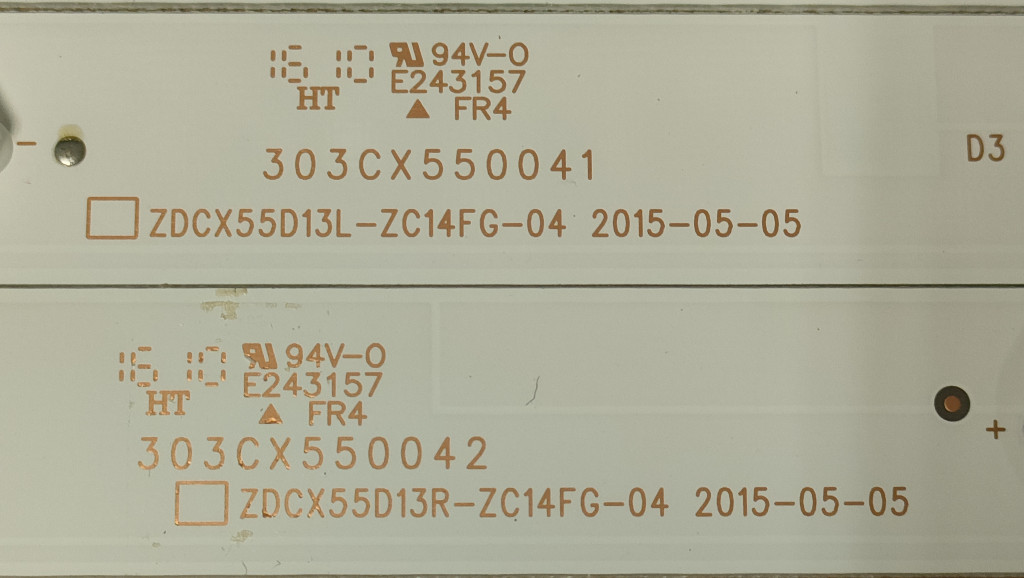 16 10 94V-0
E243157
HT
▲ FR4
- 
303CX550041
D3
ZDCX55D13L-ZC14FG-04 2015-05-05
16 10 94V-0
E243157
HT
▲ FR4
+
303CX550042
ZDCX55D13R-ZC14FG-04 2015-05-05